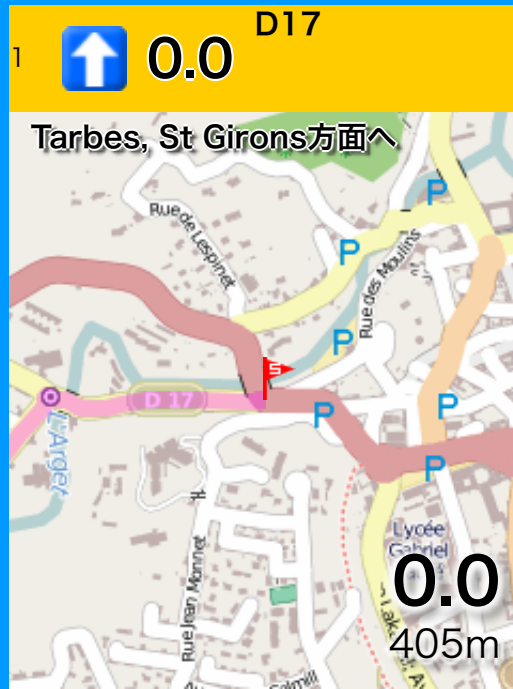 D17
1
0.0
Tarbes, St Girons方面へ
P
Rue de Lespinet
P
Rue des Moulins
P
D 17
P
P
L'Arget
P
Lycée
Gabriel
Rue Jean Monnet
0.0
405m